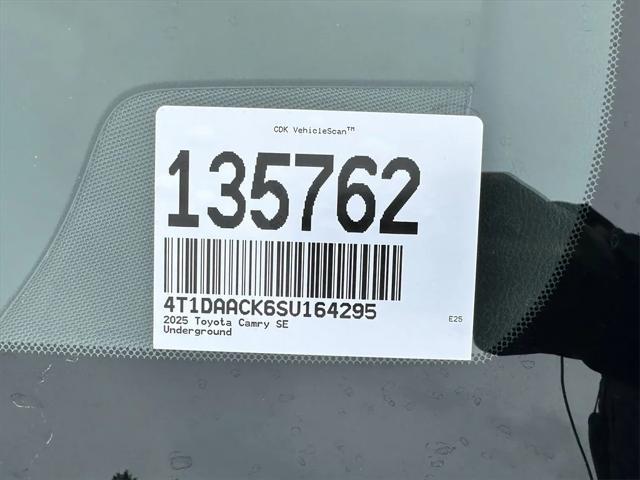 CDK VehicleScan™
135762
4T1DAACK6SU164295
2025 Toyota Camry SE
E25
Underground